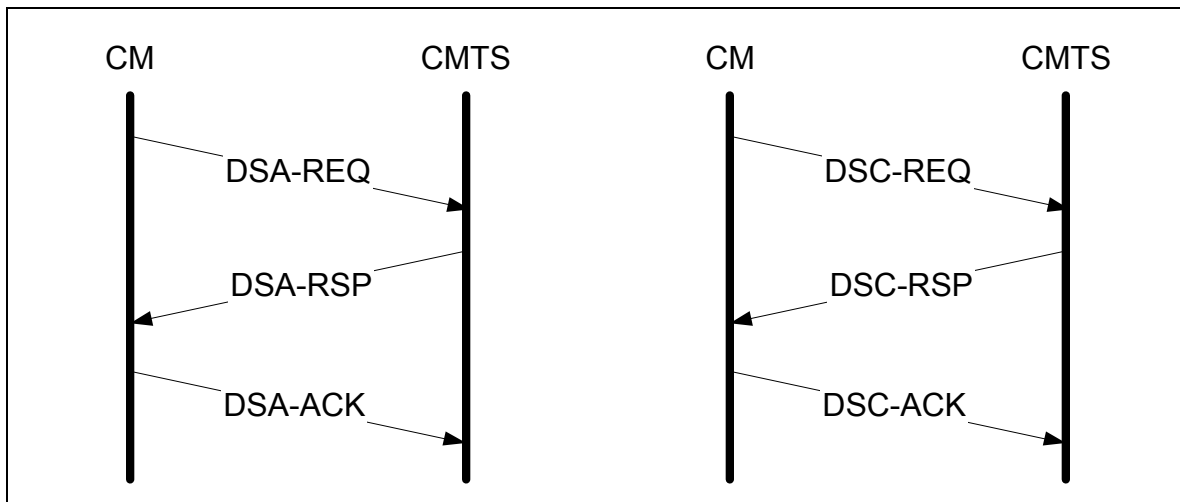 CM CMTS CM CMTS
DSA-REQ DSC-REQ
DSA-RSP DSC-RSP
DSA-ACK DSC-ACK